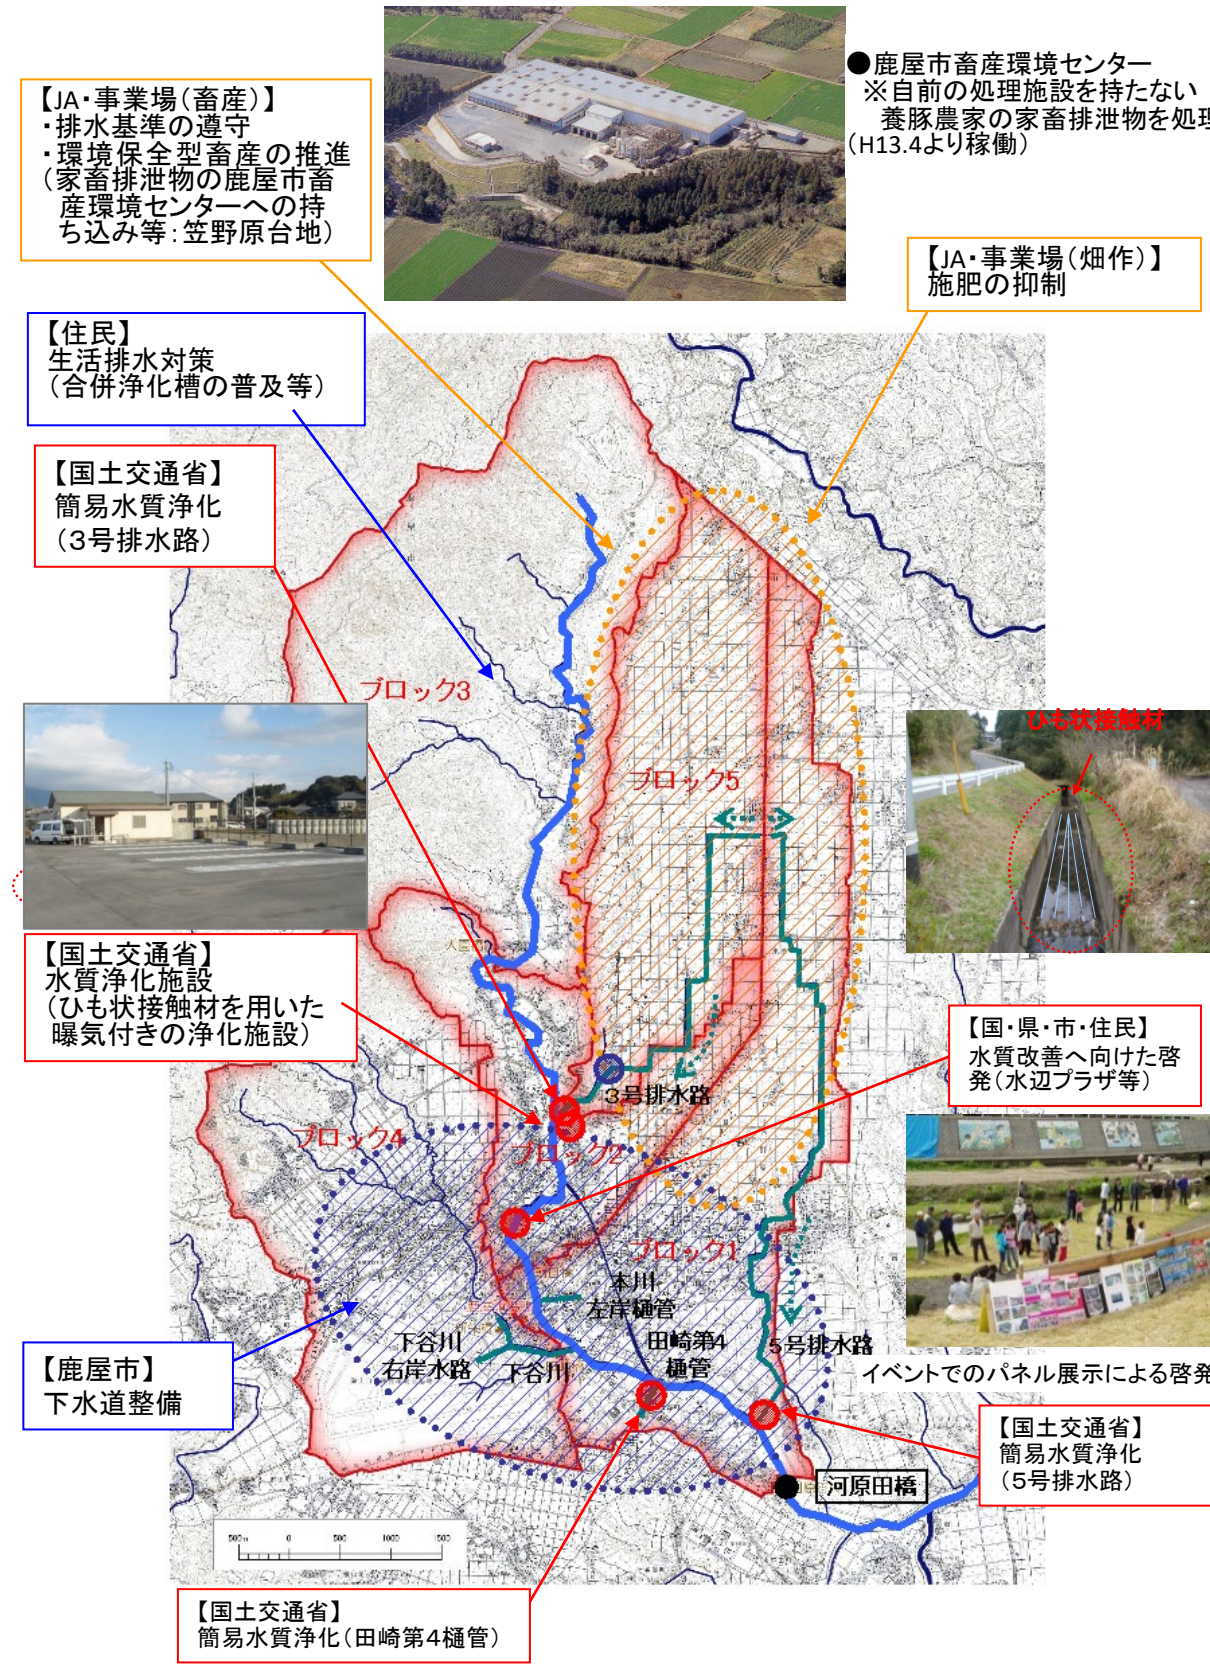 ●鹿屋市畜産環境センター
※自前の処理施設を持たない
養豚農家の家畜排泄物を処理
(H13.4より稼働)
【JA・事業場(畜産)】
・排水基準の遵守
・環境保全型畜産の推進
(家畜排泄物の鹿屋市畜
産環境センターへの持
ち込み等:笠野原台地)
【JA・事業場(畑作)】
施肥の抑制
【住民】
生活排水対策
(合併浄化槽の普及等)
【国土交通省】
簡易水質浄化
(3号排水路)
ブロック3
ひも状接触材
ブロック5
【国土交通省】
水質浄化施設
(ひも状接触材を用いた
曝気付きの浄化施設)
【国・県・市・住民】
水質改善へ向けた啓
発(水辺プラザ等)
3号排水路
ブロック4
ブロック2
ブロック1
本川
左岸樋管
下谷川
右岸水路
下谷川
田崎第4
樋管
5号排水路
イベントでのパネル展示による啓発
【鹿屋市】
下水道整備
【国土交通省】
簡易水質浄化
(5号排水路)
河原田橋
500m 0 500 1000 1500
【国土交通省】
簡易水質浄化(田崎第4樋管)